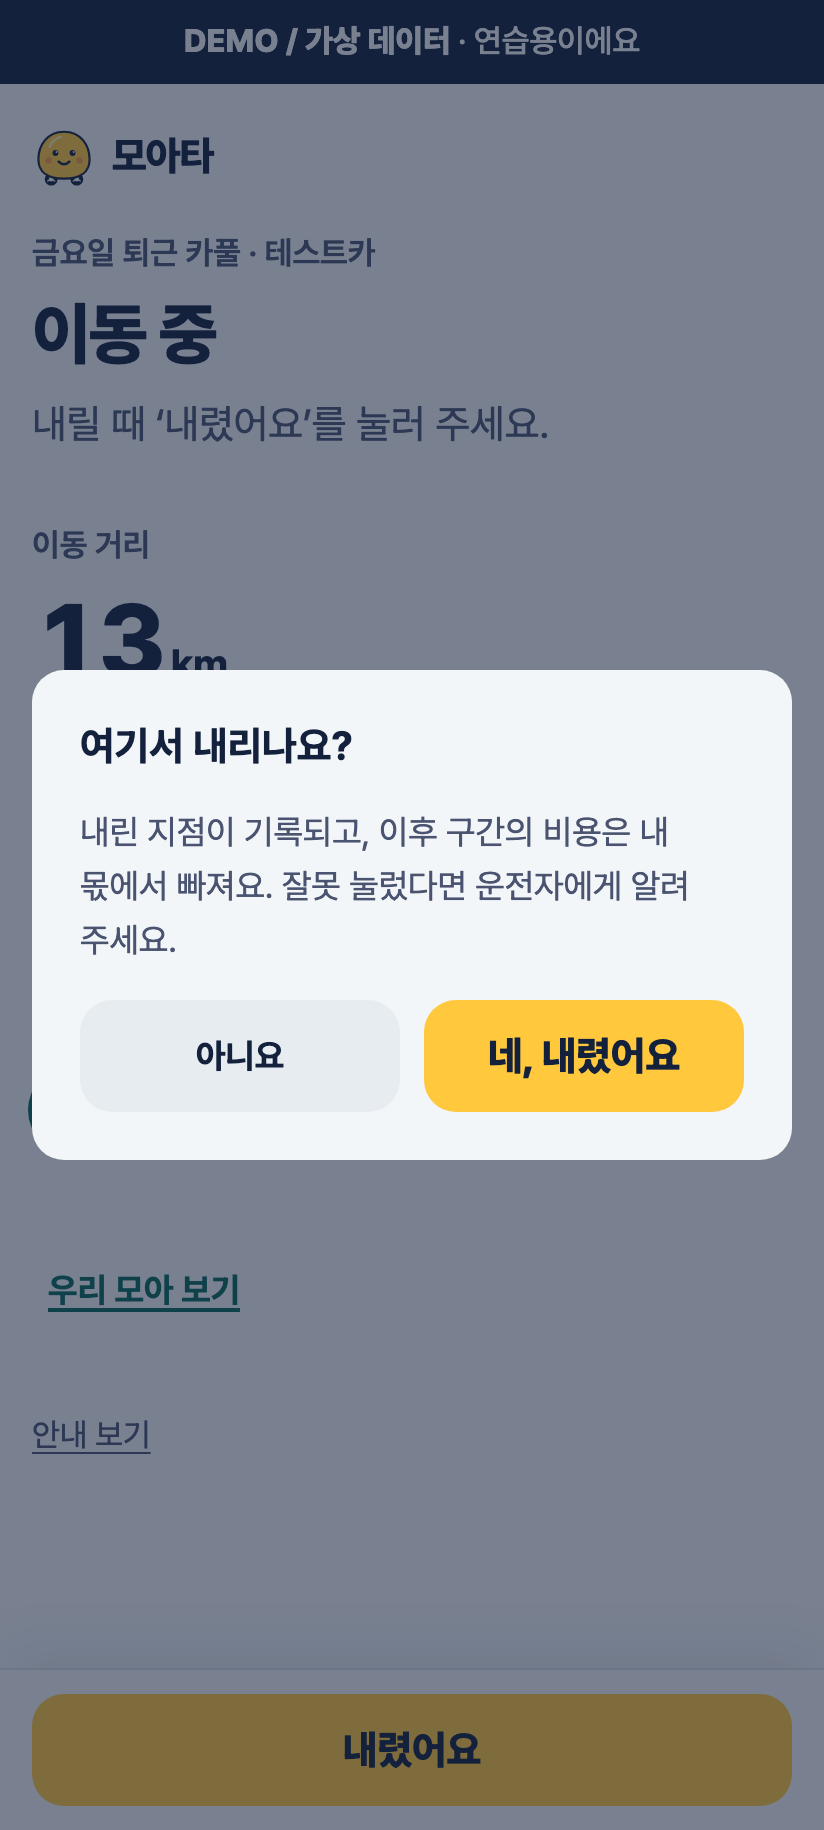 DEMO / 가상 데이터 · 연습용이에요
모아타
금요일 퇴근 카풀 · 테스트카
이동 중
내릴 때 ‘내렸어요’를 눌러 주세요.
이동 거리
13 km
여기서 내리나요?
내린 지점이 기록되고, 이후 구간의 비용은 내
몫에서 빠져요. 잘못 눌렀다면 운전자에게 알려
주세요.
아니요
네, 내렸어요
우리 모아 보기
안내 보기
내렸어요